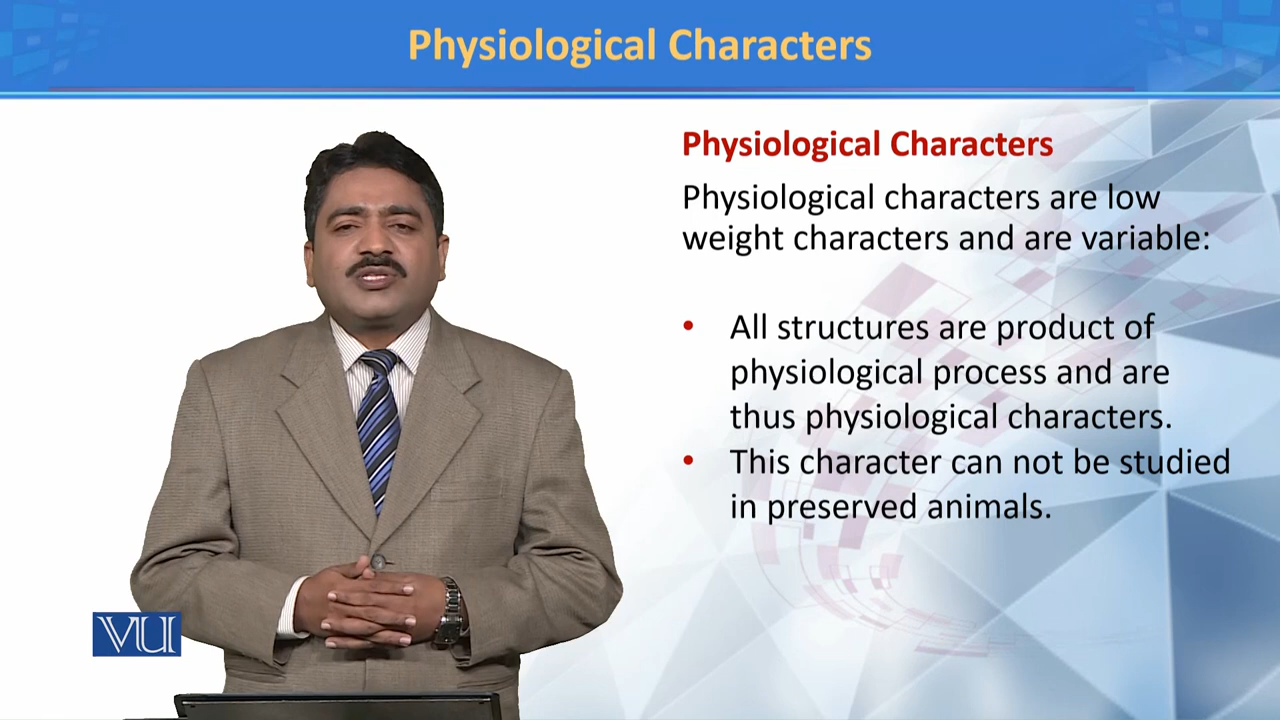 Physiological Characters
Physiological Characters
Physiological characters are low
weight characters and are variable:
• All structures are product of
physiological process and are
thus physiological characters.
• This character can not be studied
in preserved animals.
VU